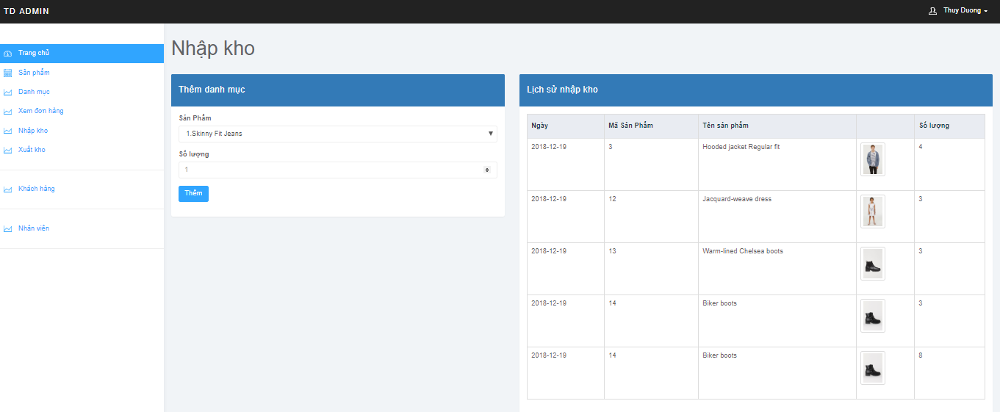 TD ADMIN
Thuy Duong
Trang chủ
Sản phẩm
Danh mục
Xem đơn hàng
Nhập kho
Xuất kho
Khách hàng
Nhân viên
Nhập kho
Thêm danh mục
Sản Phẩm
1.Skinny Fit Jeans
Số lượng
1
Thêm
Lịch sử nhập kho
Ngày Mã Sản Phẩm Tên sản phẩm Số lượng
2018-12-19 3 Hooded jacket Regular fit 4
2018-12-19 12 Jacquard-weave dress 3
2018-12-19 13 Warm-lined Chelsea boots 3
2018-12-19 14 Biker boots 3
2018-12-19 14 Biker boots 8